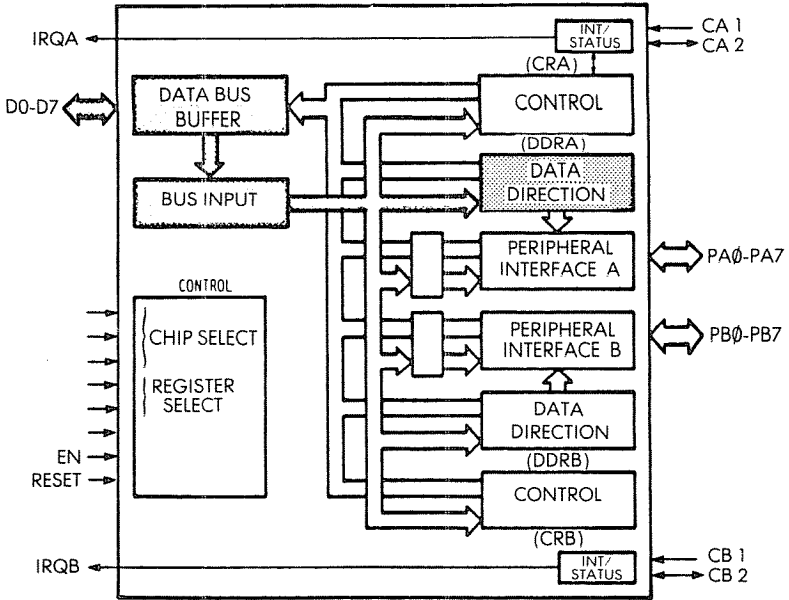 IRQA
INT/
STATUS
CA 1
CA 2
(CRA)
D0-D7
DATA BUS
BUFFER
CONTROL
(DDRA)
DATA
DIRECTION
BUS INPUT
PERIPHERAL
INTERFACE A
PAØ-PA7
CONTROL
CHIP SELECT
REGISTER
SELECT
PERIPHERAL
INTERFACE B
PBØ-PB7
DATA
DIRECTION
(DDRB)
EN
RESET
CONTROL
(CRB)
IRQB
INT/
STATUS
CB 1
CB 2